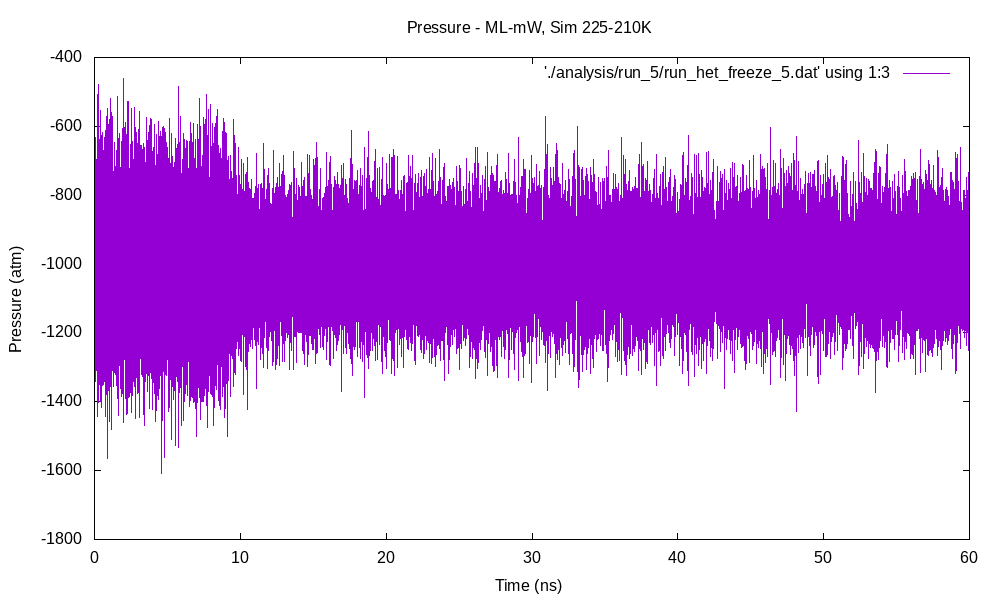 Pressure - ML-mW, Sim 225-210K
'./analysis/run_5/run_het_freeze_5.dat' using 1:3
-400
-600
-800
-1000
-1200
-1400
-1600
-1800
Pressure (atm)
0 10 20 30 40 50 60
Time (ns)